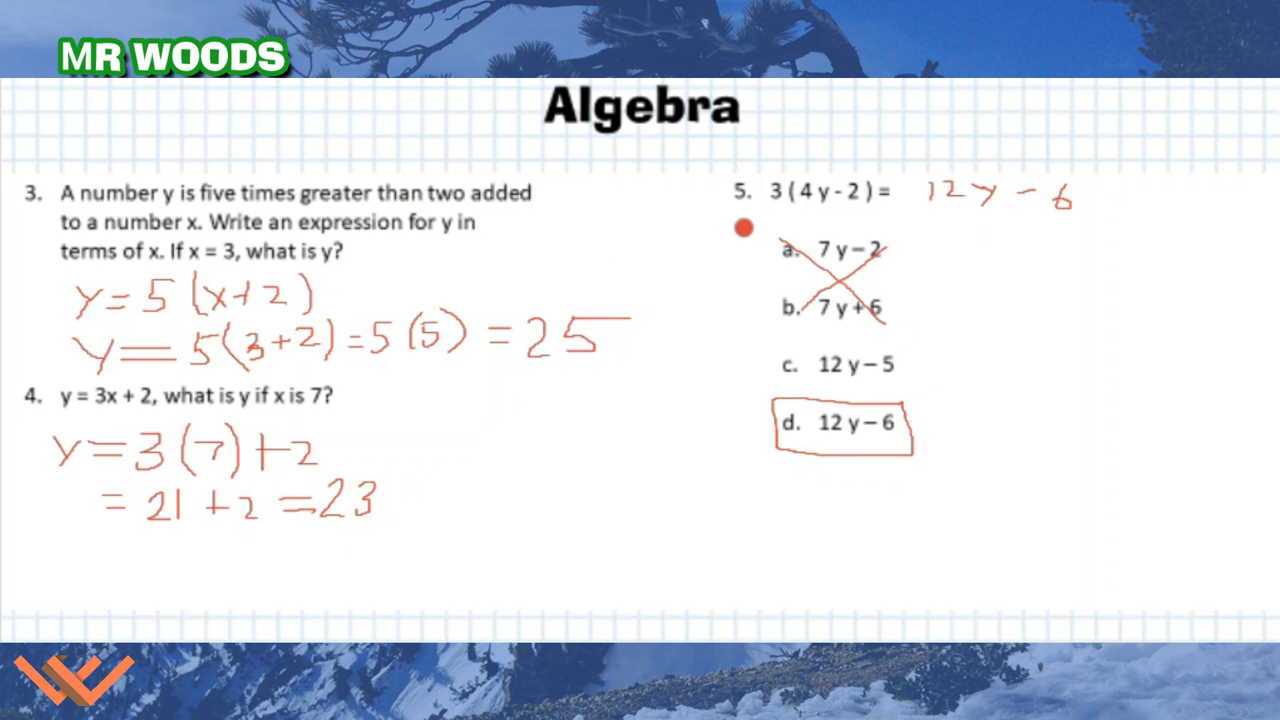 MR WOODS
Algebra
3. A number y is five times greater than two added
to a number x. Write an expression for y in
terms of x. If x = 3, what is y?
y = 5 (x+2)
y = 5(3+2) = 5 (5) = 25
4. y = 3x + 2, what is y if x is 7?
y = 3 (7) + 2
= 21 + 2 = 23
5. 3 ( 4 y - 2 ) = 12y - 6
a. 7 y – 2
b. 7 y + 6
c. 12 y – 5
d. 12 y – 6